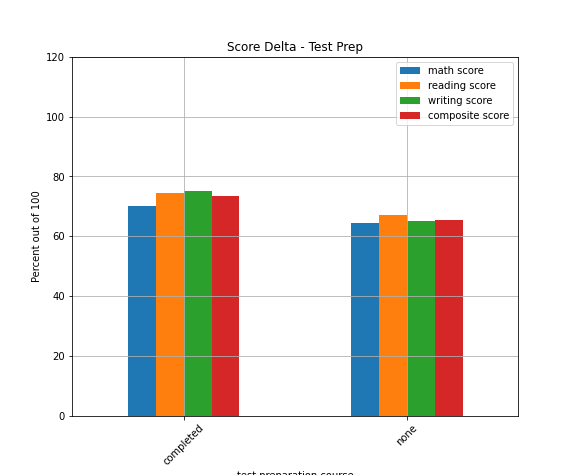 Score Delta - Test Prep
120
100
80
60
40
20
0
Percent out of 100
math score
reading score
writing score
composite score
completed
none
test preparation course